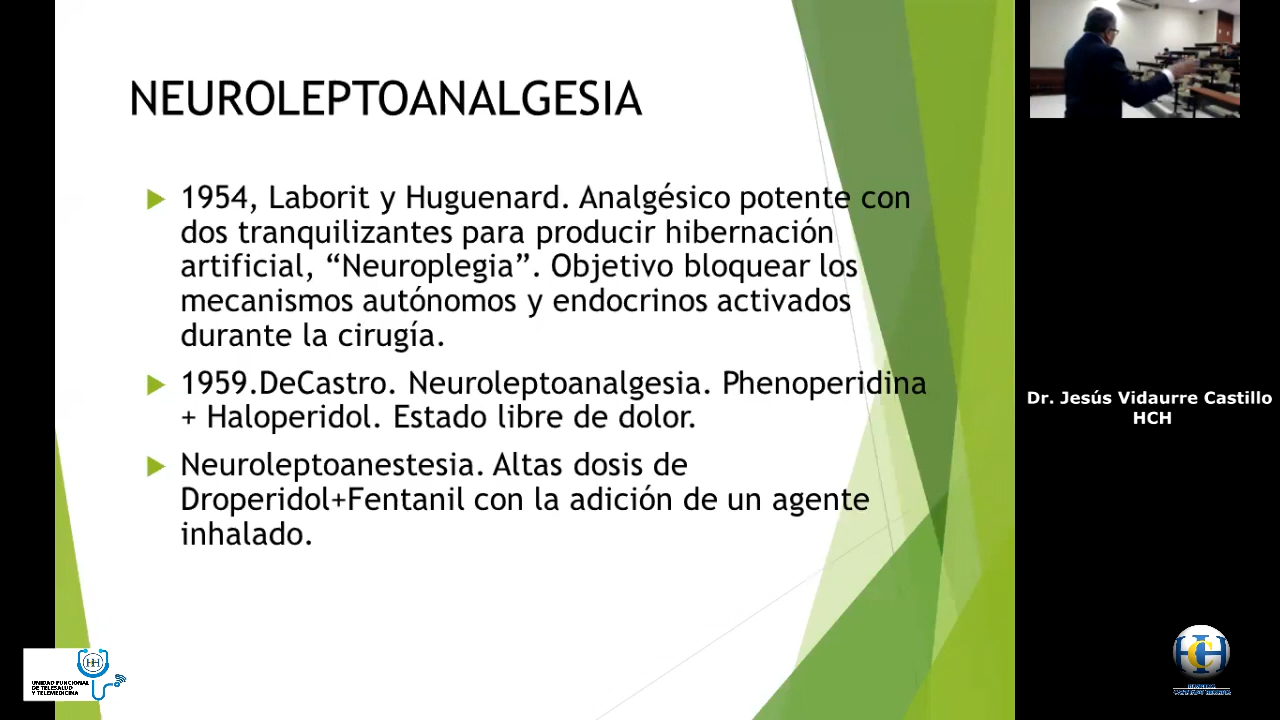 NEUROLEPTOANALGESIA
1954, Laborit y Huguenard. Analgésico potente con
dos tranquilizantes para producir hibernación
artificial, “Neuroplegia”. Objetivo bloquear los
mecanismos autónomos y endocrinos activados
durante la cirugía.
1959.DeCastro. Neuroleptoanalgesia. Phenoperidina
+ Haloperidol. Estado libre de dolor.
Neuroleptoanestesia. Altas dosis de
Droperidol+Fentanil con la adición de un agente
inhalado.
Dr. Jesús Vidaurre Castillo
HCH
HH
UNIDAD FUNCIONAL
DE TELESALUD
Y TELEMEDICINA
HCH